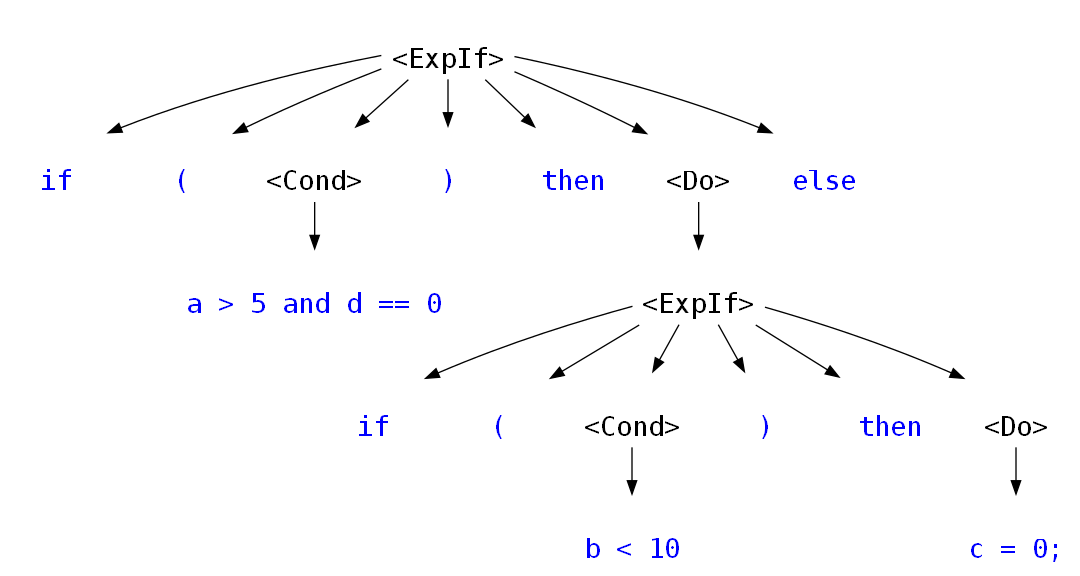 <ExpIf>
if ( <Cond> ) then <Do> else
a > 5 and d == 0 <ExpIf>
if ( <Cond> ) then <Do>
b < 10 c = 0;